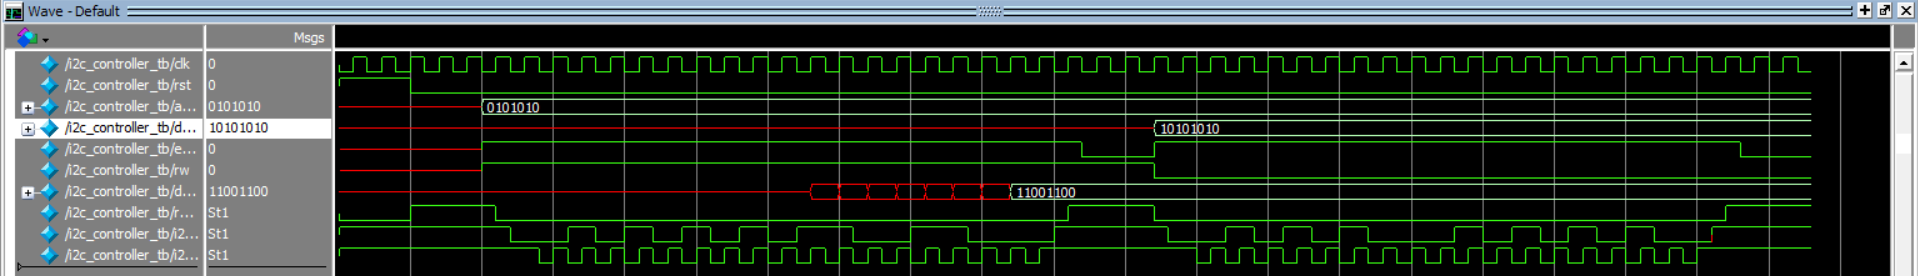 Wave - Default
Msgs
/i2c_controller_tb/clk 0
/i2c_controller_tb/rst 0
/i2c_controller_tb/a... 0101010 0101010
/i2c_controller_tb/d... 10101010 10101010
/i2c_controller_tb/e... 0
/i2c_controller_tb/rw 0
/i2c_controller_tb/d... 11001100 11001100
/i2c_controller_tb/r... St1
/i2c_controller_tb/i2... St1
/i2c_controller_tb/i2... St1